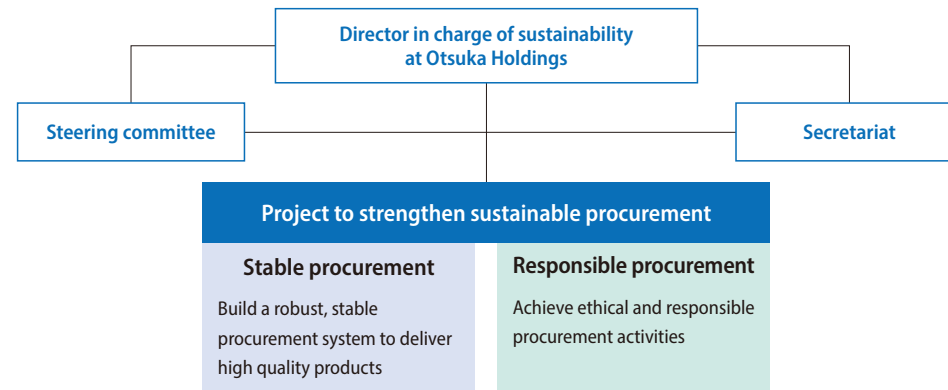 Director in charge of sustainability
at Otsuka Holdings
Steering committee
Secretariat
Project to strengthen sustainable procurement
Stable procurement
Build a robust, stable
procurement system to deliver
high quality products
Responsible procurement
Achieve ethical and responsible
procurement activities